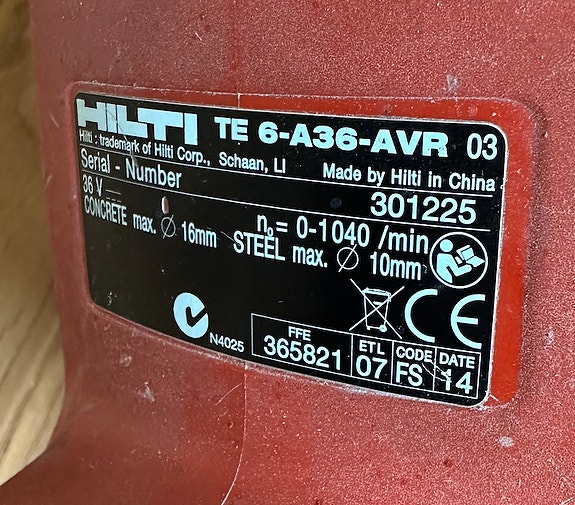 HILTI TE 6-A36-AVR 03
Hilti : trademark of Hilti Corp., Schaan, LI Made by Hilti in China
Serial - Number 301225
36 V n₀ = 0-1040 /min
CONCRETE max. Ø 16mm STEEL max. Ø 10mm
CE
N4025
FFE ETL CODE DATE
365821 07 FS 14